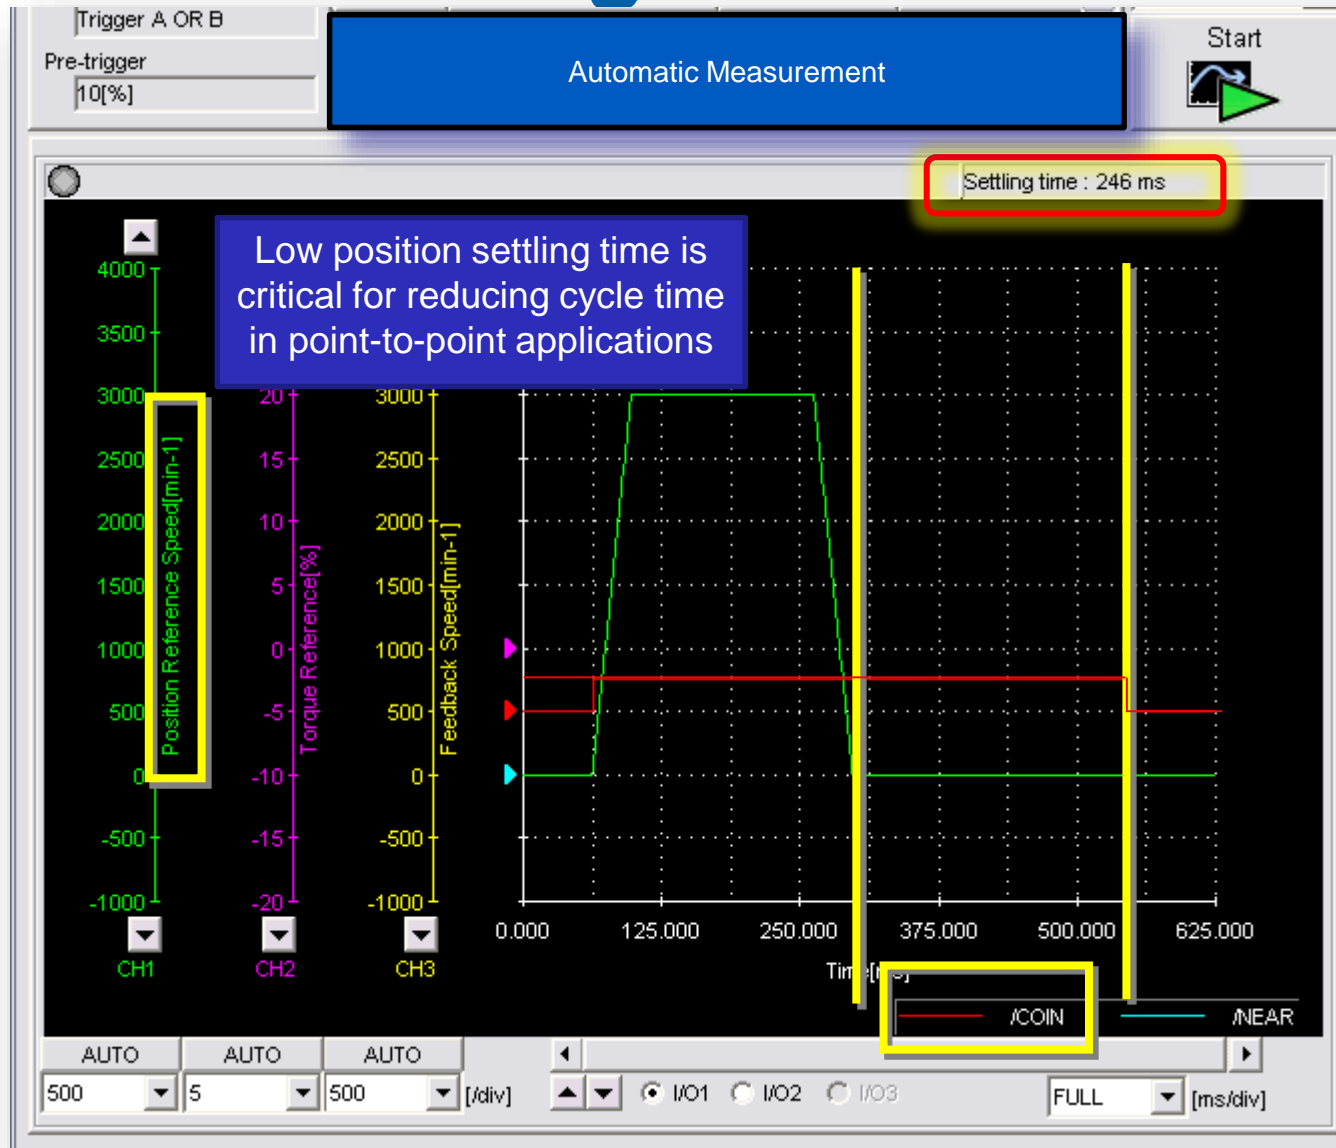 Trigger A OR B
Pre-trigger
10[%]
Automatic Measurement
Start
Settling time : 246 ms
Low position settling time is
critical for reducing cycle time
in point-to-point applications
4000
3500
3000
2500
2000
1500
1000
500
0
-500
-1000
Position Reference Speed[min-1]
CH1
20
15
10
5
0
-5
-10
-15
-20
Torque Reference[%]
CH2
3000
2500
2000
1500
1000
500
0
-500
-1000
Feedback Speed[min-1]
CH3
0.000 125.000 250.000 375.000 500.000 625.000
/COIN /NEAR
AUTO AUTO AUTO
500 5 500 [/div] I/O1 I/O2 I/O3 FULL [ms/div]